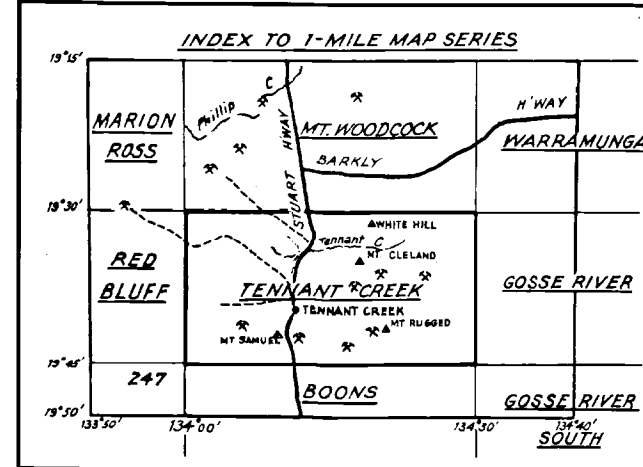 INDEX TO 1-MILE MAP SERIES
19°15'
C
Phillip
H'WAY
MARION
ROSS
STUART HWAY
MT. WOODCOCK
WARRAMUNGA
BARKLY
19°30'
WHITE HILL
Tennant C
MT CLELAND
RED
BLUFF
TENNANT CREEK
GOSSE RIVER
TENNANT CREEK
MT RUGGED
MT SAMUEL
19°45'
247
BOONS
GOSSE RIVER
19°50'
133°50'
134°00'
134°30'
134°40'
SOUTH